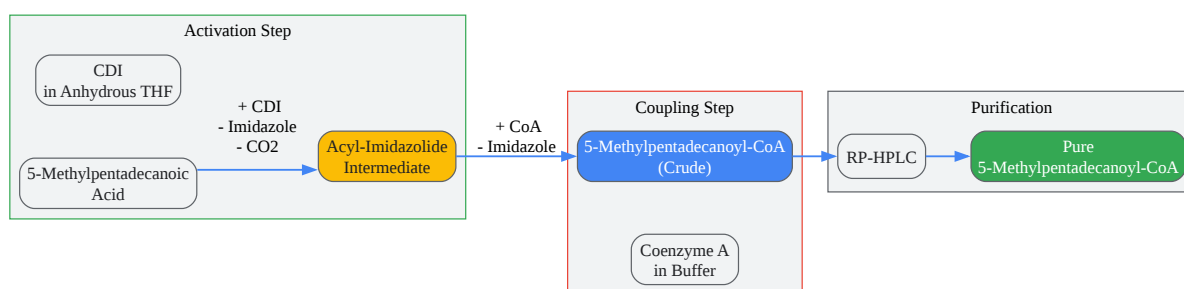 Activation Step
CDI
in Anhydrous THF
5-Methylpentadecanoic
Acid
+ CDI
- Imidazole
- CO2
Acyl-Imidazolide
Intermediate
+ CoA
- Imidazole
Coupling Step
5-Methylpentadecanoyl-CoA
(Crude)
Coenzyme A
in Buffer
Purification
RP-HPLC
Pure
5-Methylpentadecanoyl-CoA